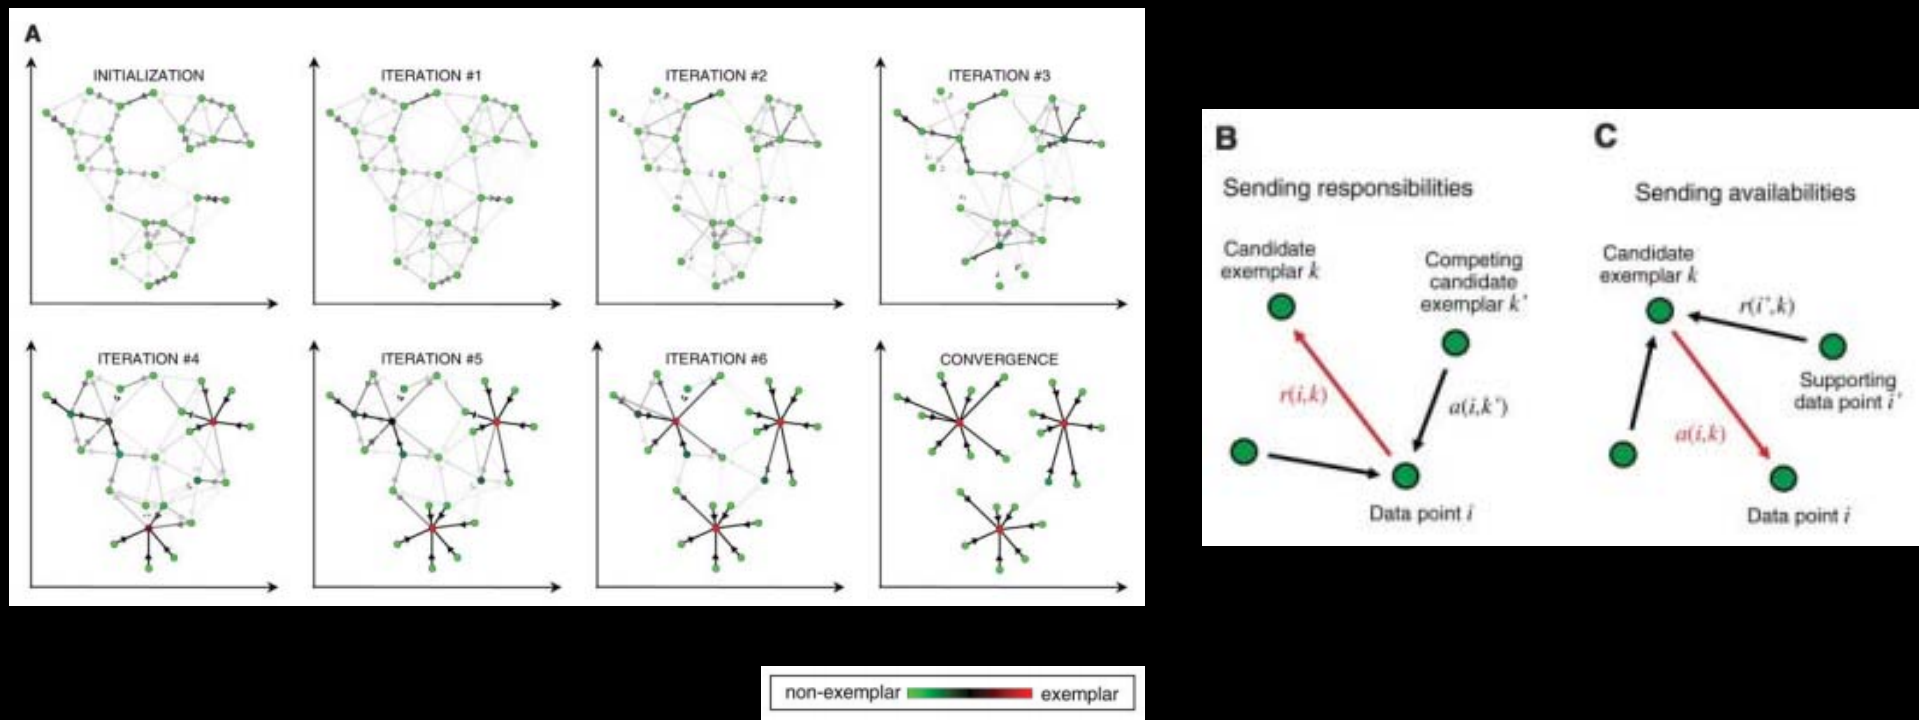 A
INITIALIZATION
ITERATION #1
ITERATION #2
ITERATION #3
ITERATION #4
ITERATION #5
ITERATION #6
CONVERGENCE
non-exemplar
exemplar
B
Sending responsibilities
Candidate
exemplar k
Competing
candidate
exemplar k'
r(i,k)
a(i,k')
Data point i
C
Sending availabilities
Candidate
exemplar k
r(i',k)
Supporting
data point i'
a(i,k)
Data point i